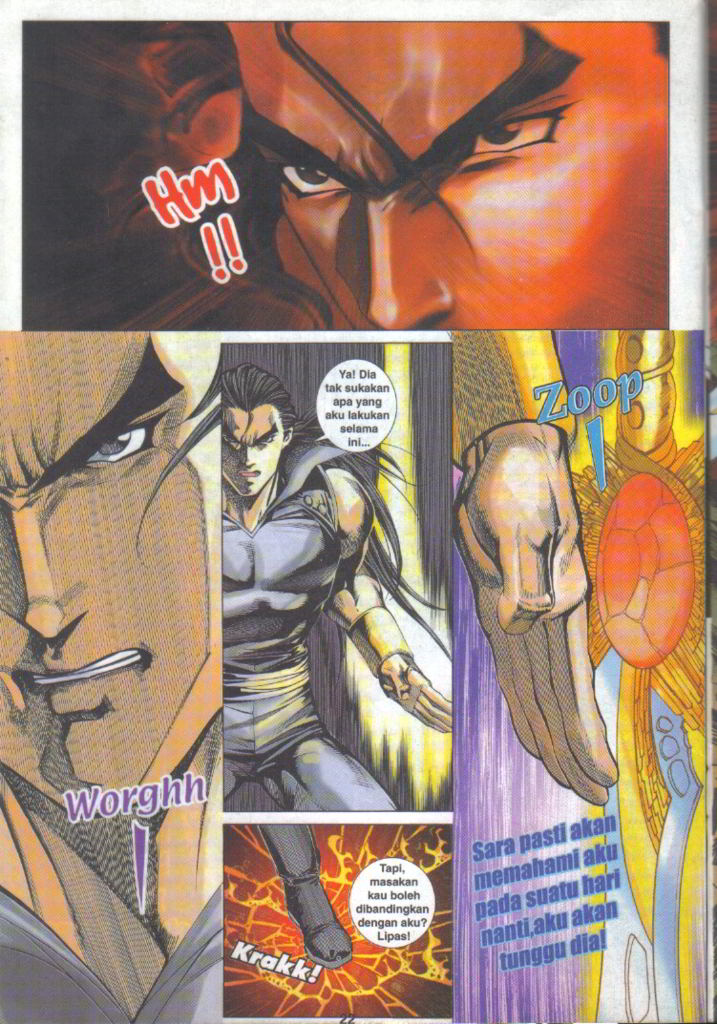 Hm
!!
Worghh
Ya! Dia
tak sukakan
apa yang
aku lakukan
selama
ini...
Krakk!
Tapi,
masakan
kau boleh
dibandingkan
dengan aku?
Lipas!
Zoop
Sara pasti akan
memahami aku
pada suatu hari
nanti,aku akan
tunggu dia!
22